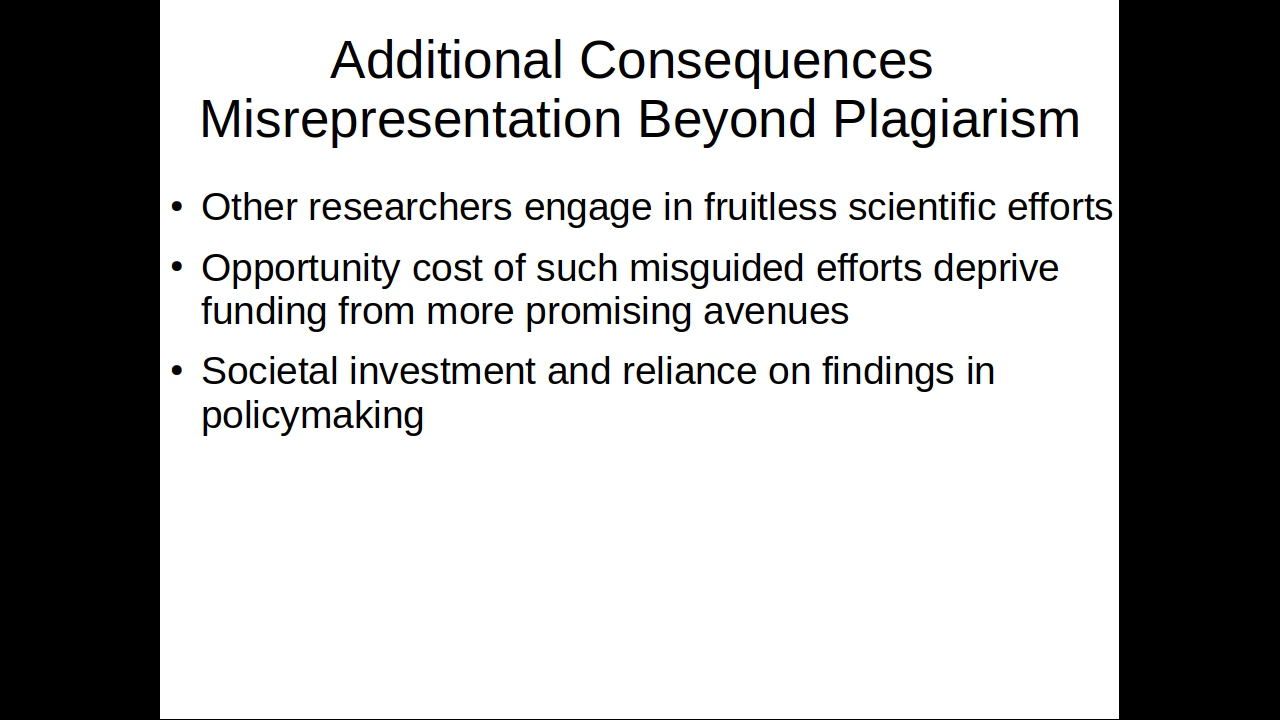 Additional Consequences
Misrepresentation Beyond Plagiarism
• Other researchers engage in fruitless scientific efforts
• Opportunity cost of such misguided efforts deprive
funding from more promising avenues
• Societal investment and reliance on findings in
policymaking